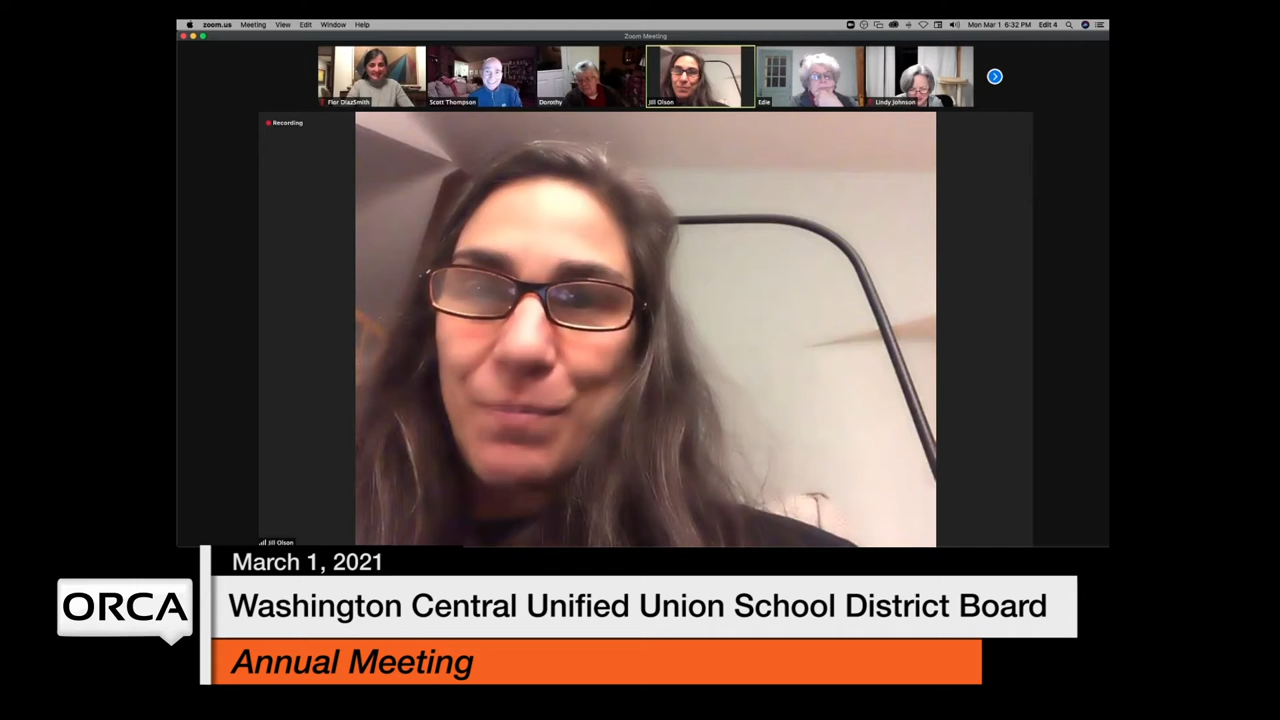 zoom.us Meeting View Edit Window Help
Mon Mar 1 6:32 PM Edit 4
Zoom Meeting
Flor DiazSmith
Scott Thompson
Dorothy
Jill Olson
Edie
Lindy Johnson
Recording
Jill Olson
March 1, 2021
ORCA
Washington Central Unified Union School District Board
Annual Meeting